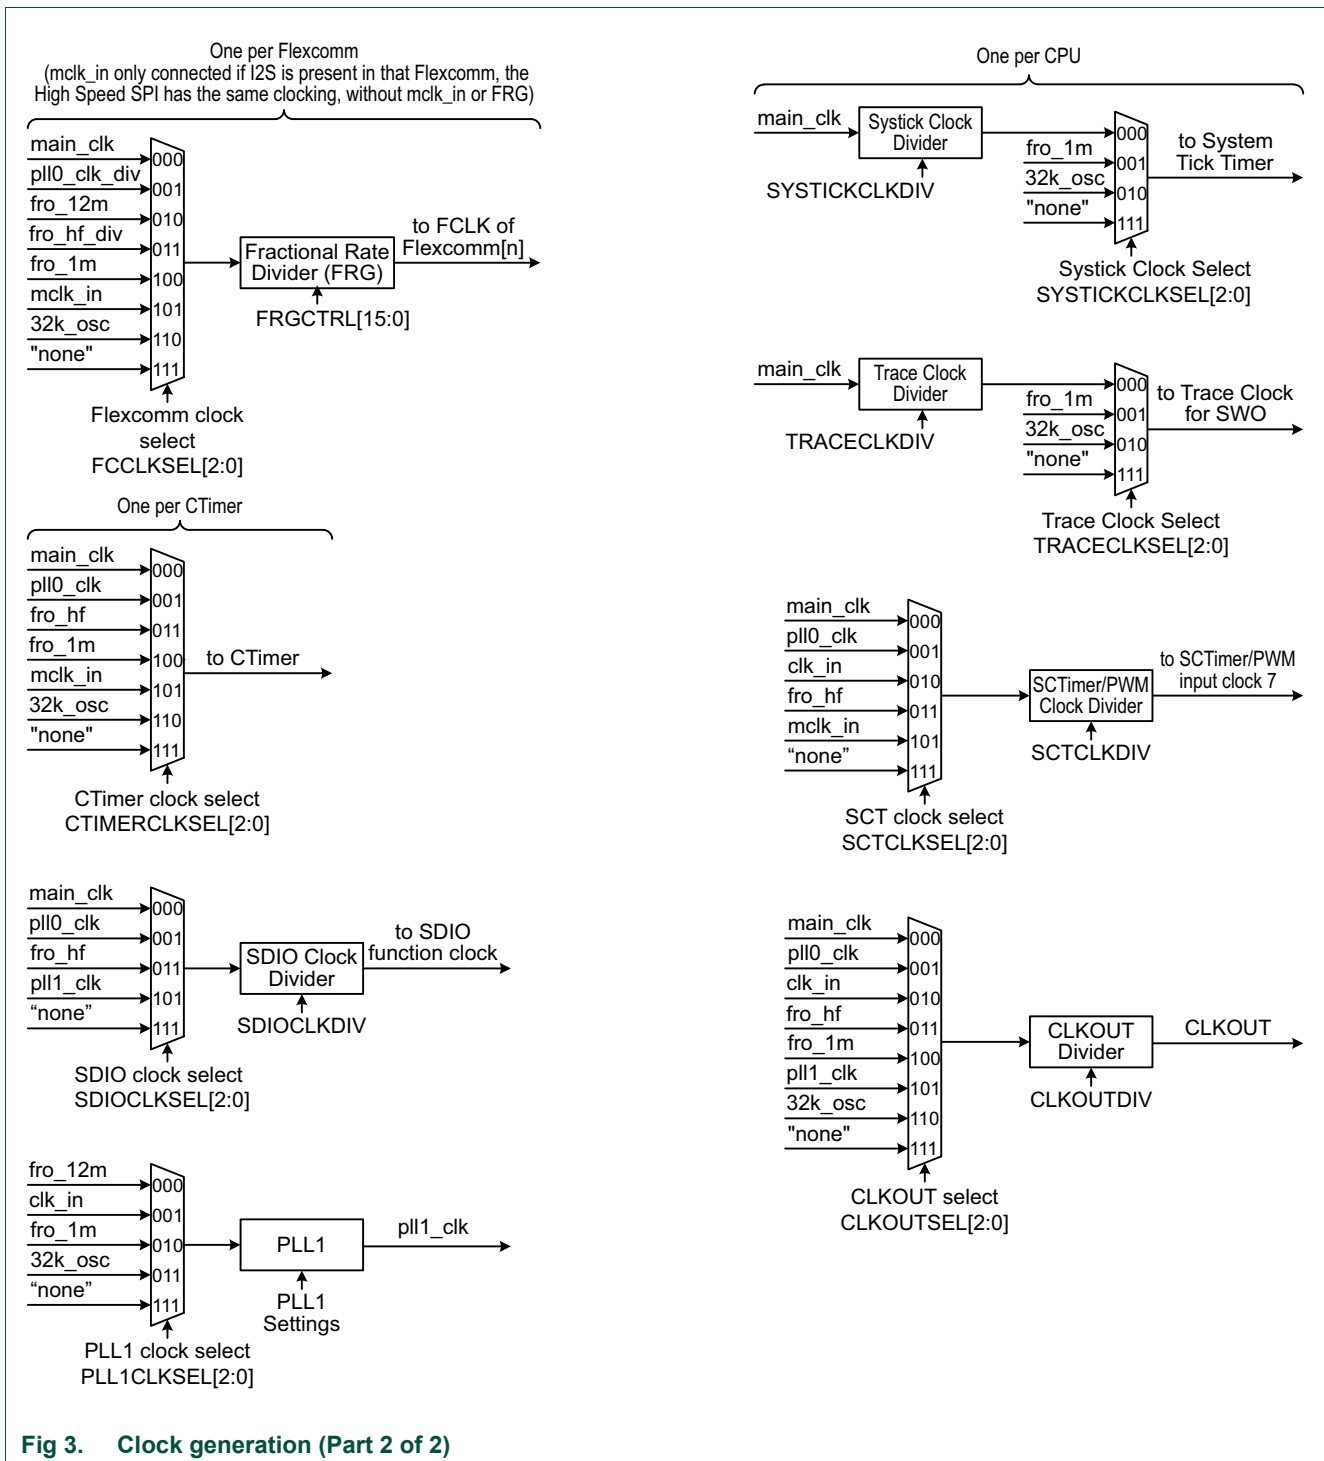 One per Flexcomm
(mclk_in only connected if I2S is present in that Flexcomm, the
High Speed SPI has the same clocking, without mclk_in or FRG)
main_clk
000
pll0_clk_div
001
fro_12m
010
fro_hf_div
011
fro_1m
100
mclk_in
101
32k_osc
110
"none"
111
Fractional Rate
Divider (FRG)
to FCLK of
Flexcomm[n]
FRGCTRL[15:0]
Flexcomm clock
select
FCCLKSEL[2:0]
One per CTimer
main_clk
000
pll0_clk
001
fro_hf
011
fro_1m
100
mclk_in
101
32k_osc
110
"none"
111
to CTimer
CTimer clock select
CTIMERCLKSEL[2:0]
main_clk
000
pll0_clk
001
fro_hf
011
pll1_clk
101
“none”
111
SDIO Clock
Divider
to SDIO
function clock
SDIOCLKDIV
SDIO clock select
SDIOCLKSEL[2:0]
fro_12m
000
clk_in
001
fro_1m
010
32k_osc
011
“none”
111
PLL1
pll1_clk
PLL1
Settings
PLL1 clock select
PLL1CLKSEL[2:0]
One per CPU
main_clk
Systick Clock
Divider
SYSTICKCLKDIV
000
fro_1m
001
32k_osc
010
"none"
111
to System
Tick Timer
Systick Clock Select
SYSTICKCLKSEL[2:0]
main_clk
Trace Clock
Divider
TRACECLKDIV
000
fro_1m
001
32k_osc
010
"none"
111
to Trace Clock
for SWO
Trace Clock Select
TRACECLKSEL[2:0]
main_clk
000
pll0_clk
001
clk_in
010
fro_hf
011
mclk_in
101
“none”
111
SCTimer/PWM
Clock Divider
to SCTimer/PWM
input clock 7
SCTCLKDIV
SCT clock select
SCTCLKSEL[2:0]
main_clk
000
pll0_clk
001
clk_in
010
fro_hf
011
fro_1m
100
pll1_clk
101
32k_osc
110
"none"
111
CLKOUT
Divider
CLKOUT
CLKOUTDIV
CLKOUT select
CLKOUTSEL[2:0]
Fig 3. Clock generation (Part 2 of 2)